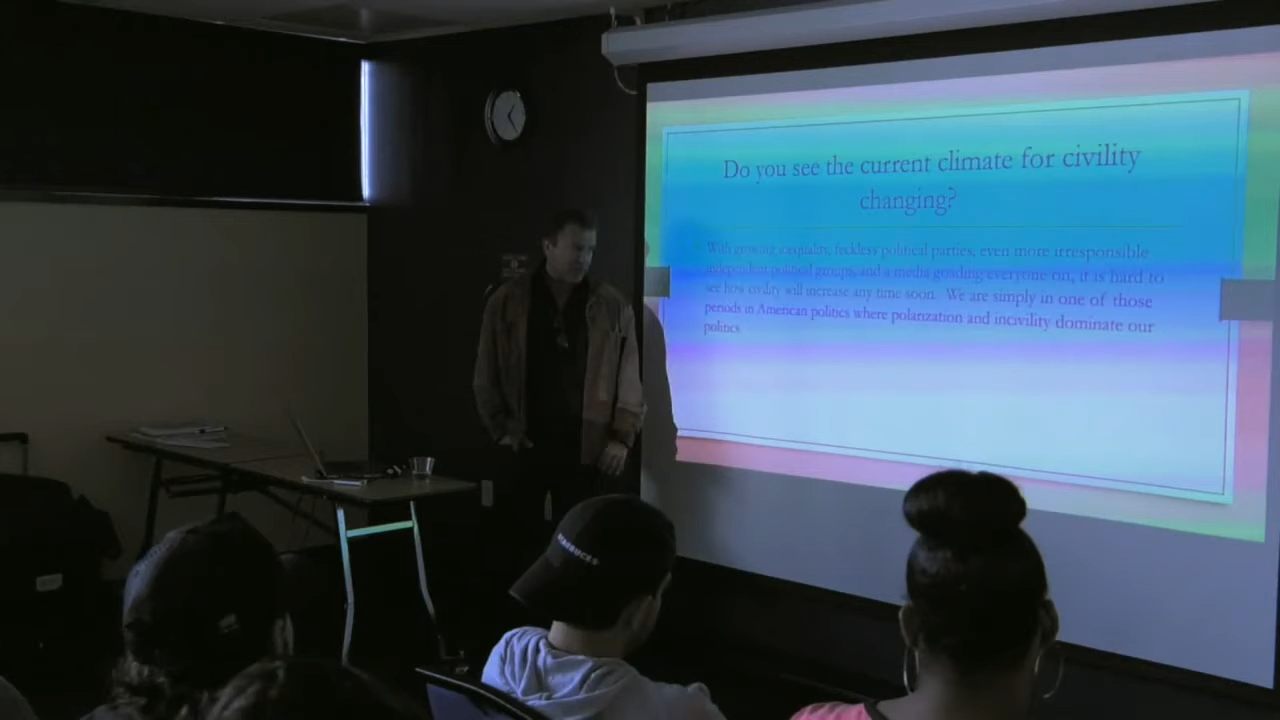 Do you see the current climate for civility
changing?
With growing inequality, feckless political parties, even more irresponsible
independent political groups, and a media goading everyone on, it is hard to
see how civility will increase any time soon. We are simply in one of those
periods in American politics where polarization and incivility dominate our
politics.
STARBUCKS